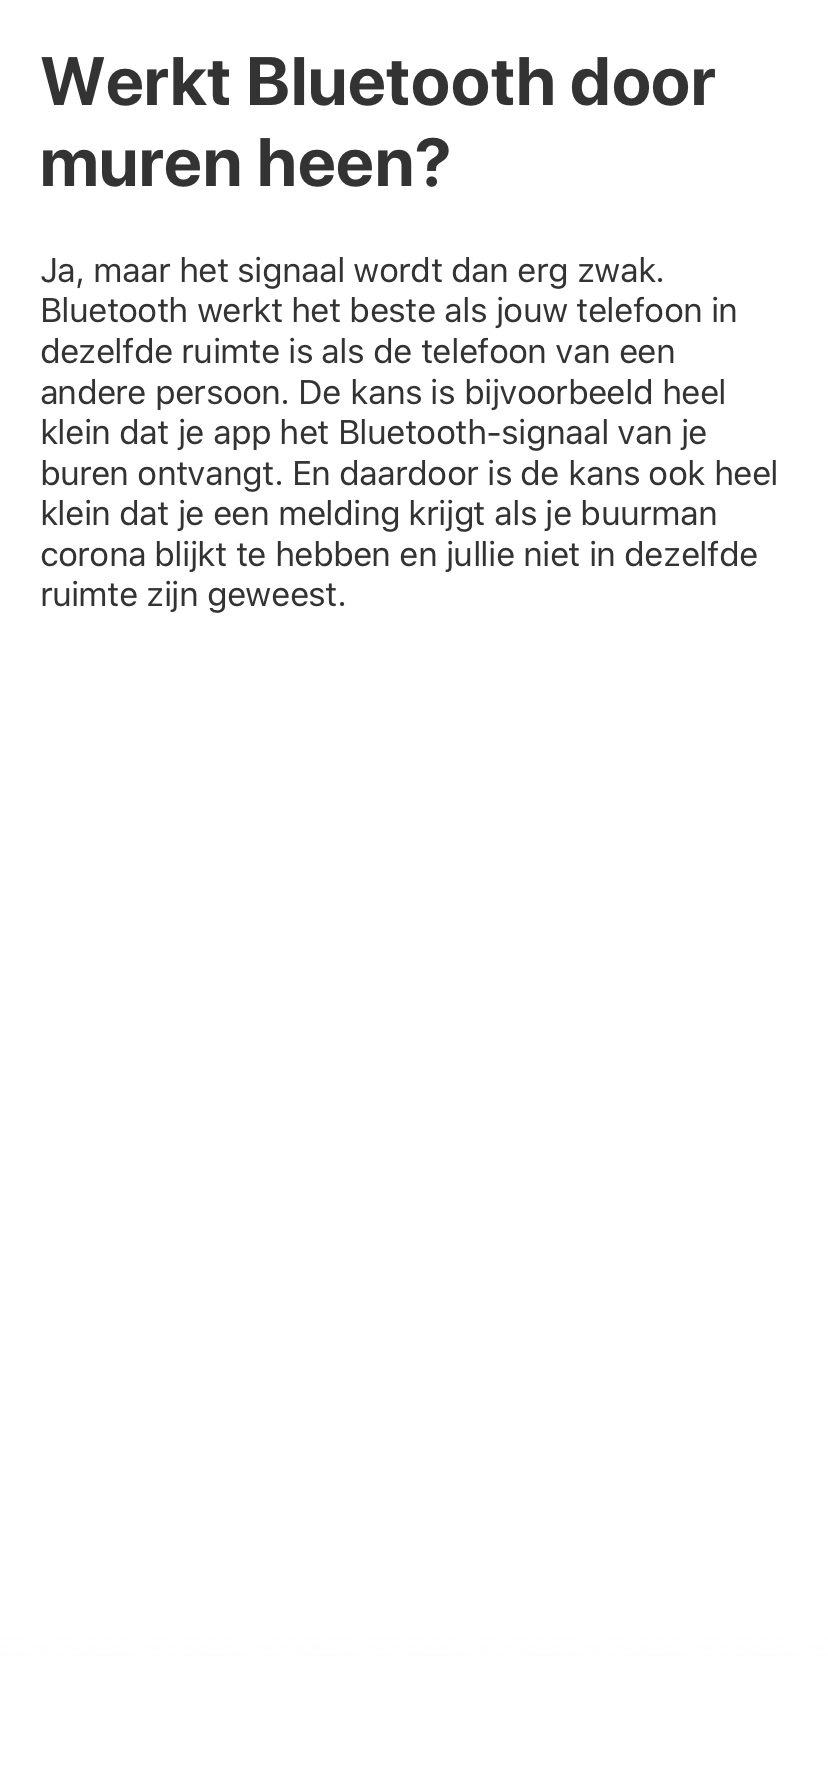 Werkt Bluetooth door
muren heen?
Ja, maar het signaal wordt dan erg zwak.
Bluetooth werkt het beste als jouw telefoon in
dezelfde ruimte is als de telefoon van een
andere persoon. De kans is bijvoorbeeld heel
klein dat je app het Bluetooth-signaal van je
buren ontvangt. En daardoor is de kans ook heel
klein dat je een melding krijgt als je buurman
corona blijkt te hebben en jullie niet in dezelfde
ruimte zijn geweest.